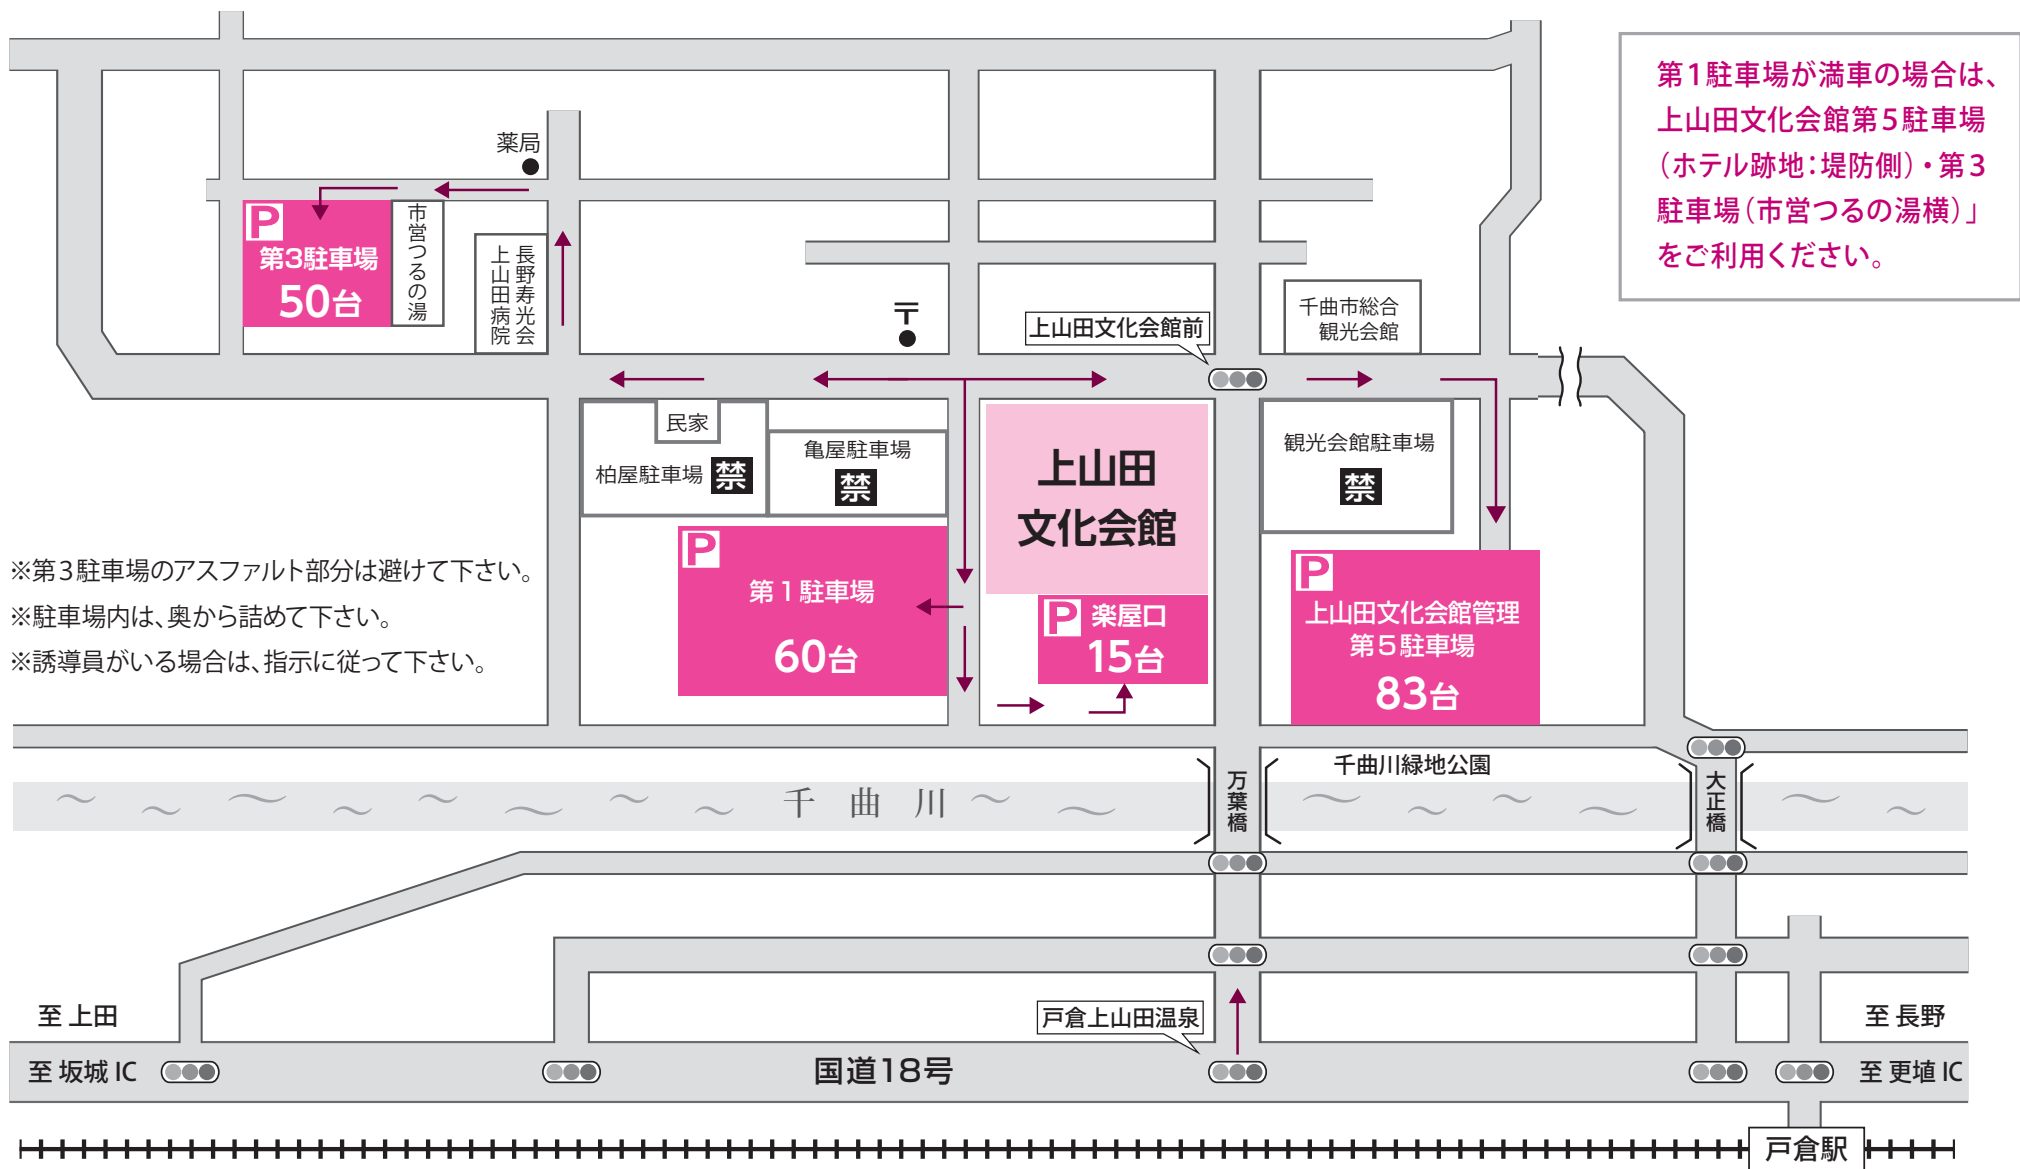 第1駐車場が満車の場合は、
上山田文化会館第5駐車場
（ホテル跡地：堤防側）・第3
駐車場（市営つるの湯横）」
をご利用ください。
薬局
P
第3駐車場
50台
市営つるの湯
長野寿光会
上山田病院
〒
上山田文化会館前
千曲市総合
観光会館
民家
柏屋駐車場 禁
亀屋駐車場
禁
上山田
文化会館
観光会館駐車場
禁
※第3駐車場のアスファルト部分は避けて下さい。
※駐車場内は、奥から詰めて下さい。
※誘導員がいる場合は、指示に従って下さい。
P
第1駐車場
60台
P 楽屋口
15台
P
上山田文化会館管理
第5駐車場
83台
千曲川緑地公園
千曲川
万葉橋
大正橋
至 上田
至 坂城 IC
国道18号
戸倉上山田温泉
至 長野
至 更埴 IC
戸倉駅